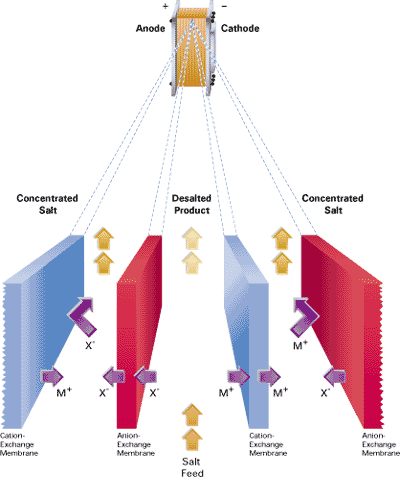 + −
Anode Cathode
Concentrated
Salt
Desalted
Product
Concentrated
Salt
X-
M+
M+
X-
X-
M+
M+
X-
Cation-
Exchange
Membrane
Anion-
Exchange
Membrane
Salt
Feed
Cation-
Exchange
Membrane
Anion-
Exchange
Membrane